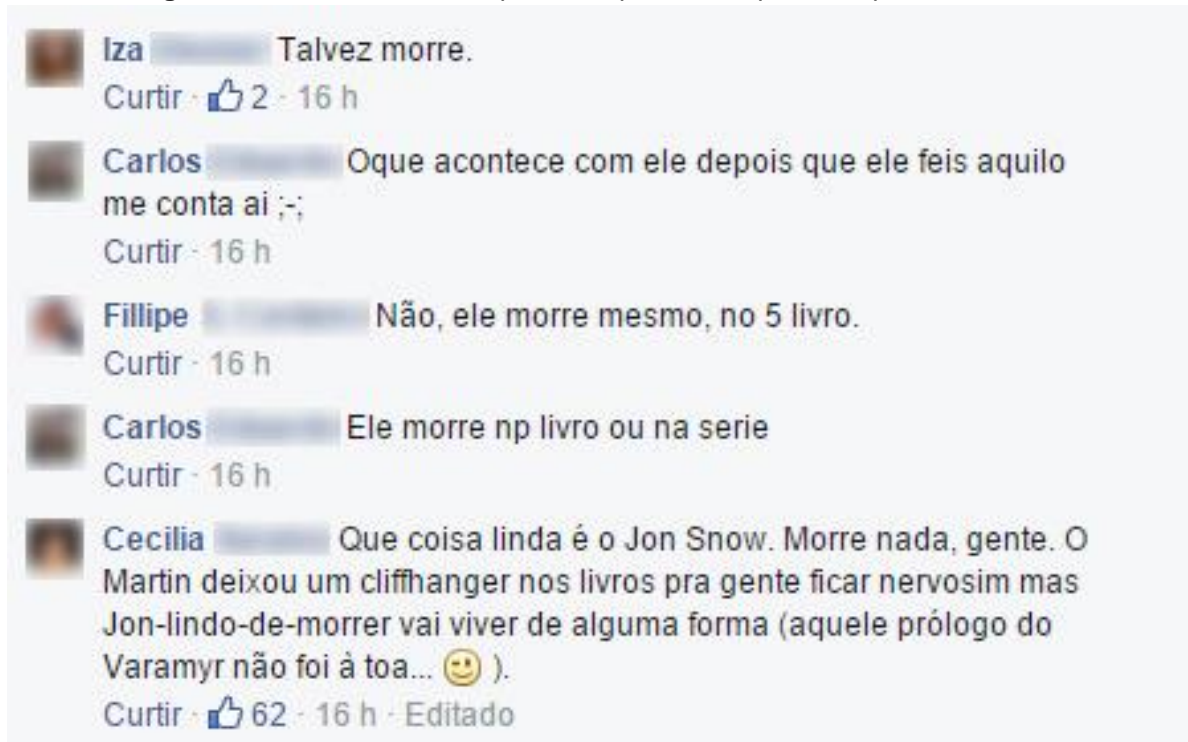 Iza Talvez morre.
Curtir · 2 · 16 h
Carlos Oque acontece com ele depois que ele feis aquilo
me conta ai ;-;
Curtir · 16 h
Fillipe Não, ele morre mesmo, no 5 livro.
Curtir · 16 h
Carlos Ele morre np livro ou na serie
Curtir · 16 h
Cecilia Que coisa linda é o Jon Snow. Morre nada, gente. O
Martin deixou um cliffhanger nos livros pra gente ficar nervosim mas
Jon-lindo-de-morrer vai viver de alguma forma (aquele prólogo do
Varamyr não foi à toa... ).
Curtir · 62 · 16 h · Editado